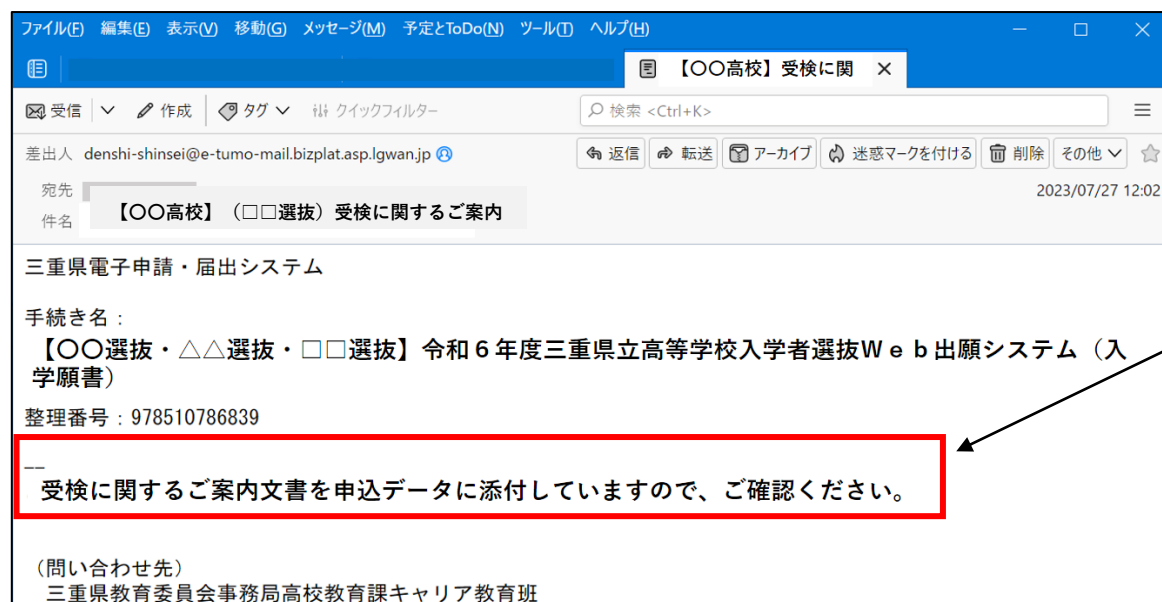 ファイル(F) 編集(E) 表示(V) 移動(G) メッセージ(M) 予定とToDo(N) ツール(T) ヘルプ(H)
【〇〇高校】受検に関
受信 作成 タグ クイックフィルター 検索 <Ctrl+K>
差出人 denshi-shinsei@e-tumo-mail.bizplat.asp.lgwan.jp 返信 転送 アーカイブ 迷惑マークを付ける 削除 その他
宛先 2023/07/27 12:02
件名 【〇〇高校】（□□選抜）受検に関するご案内
三重県電子申請・届出システム
手続き名：
【〇〇選抜・△△選抜・□□選抜】令和６年度三重県立高等学校入学者選抜Ｗｅｂ出願システム（入
学願書）
整理番号：978510786839
__
受検に関するご案内文書を申込データに添付していますので、ご確認ください。
（問い合わせ先）
三重県教育委員会事務局高校教育課キャリア教育班